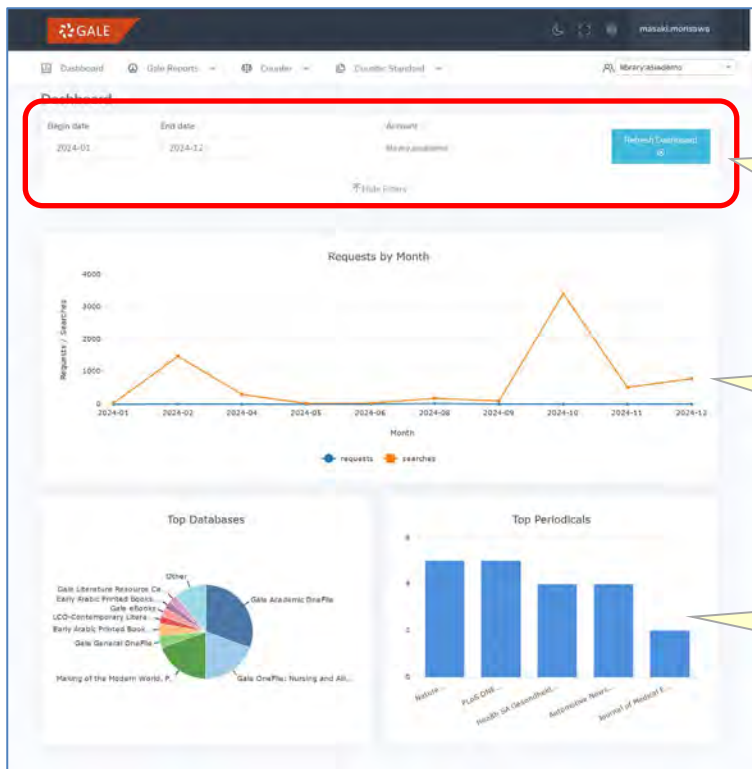 GALE
masaki.morisawa
Dashboard Gale Reports Counter Counter Standard
Dashboard
Begin date End date Account Refresh Dashboard
2024-01 2024-12
Hide Filters
Requests by Month
4000
3000
2000
1000
0
Requests / Searches
2024-01 2024-02 2024-04 2024-05 2024-06 2024-08 2024-09 2024-10 2024-11 2024-12
Month
requests searches
Top Databases
Other
Gale Literature Resource Ce...
Early Arabic Printed Books...
Gale eBooks
LCO-Contemporary Litera...
Early Arabic Printed Book...
Gale General OneFile
Making of the Modern World, P...
Gale Academic OneFile
Gale OneFile: Nursing and All...
Top Periodicals
6
4
2
0
Nature...
PLoS ONE...
Health SA Gesondheid...
Automotive News...
Journal of Medical E...